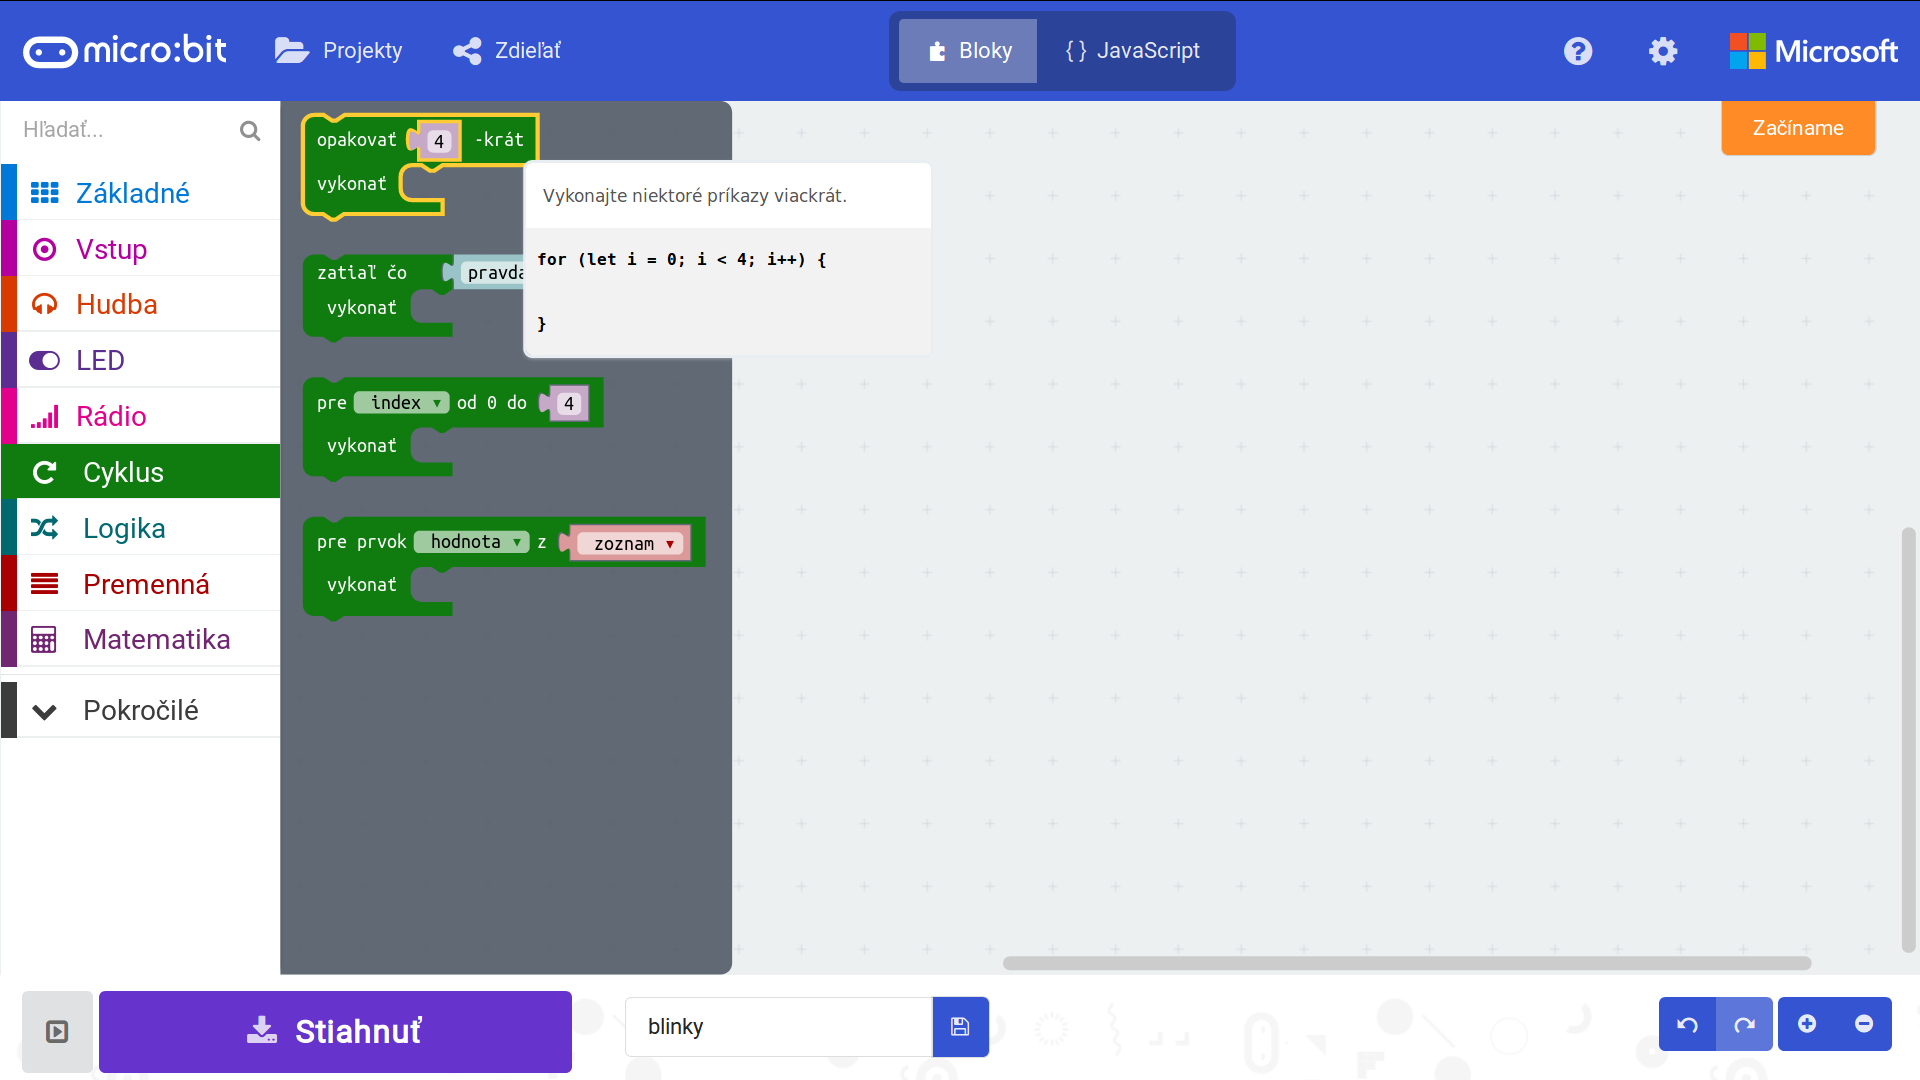 micro:bit
Projekty
Zdieľať
Bloky
{ } JavaScript
Microsoft
Hľadať...
Začíname
Základné
Vstup
Hudba
LED
Rádio
Cyklus
Logika
Premenná
Matematika
Pokročilé
opakovať 4 -krát
vykonať
Vykonajte niektoré príkazy viackrát.
for (let i = 0; i < 4; i++) {
}
zatiaľ čo pravda
vykonať
pre index ▼ od 0 do 4
vykonať
pre prvok hodnota ▼ z zoznam ▼
vykonať
Stiahnuť
blinky